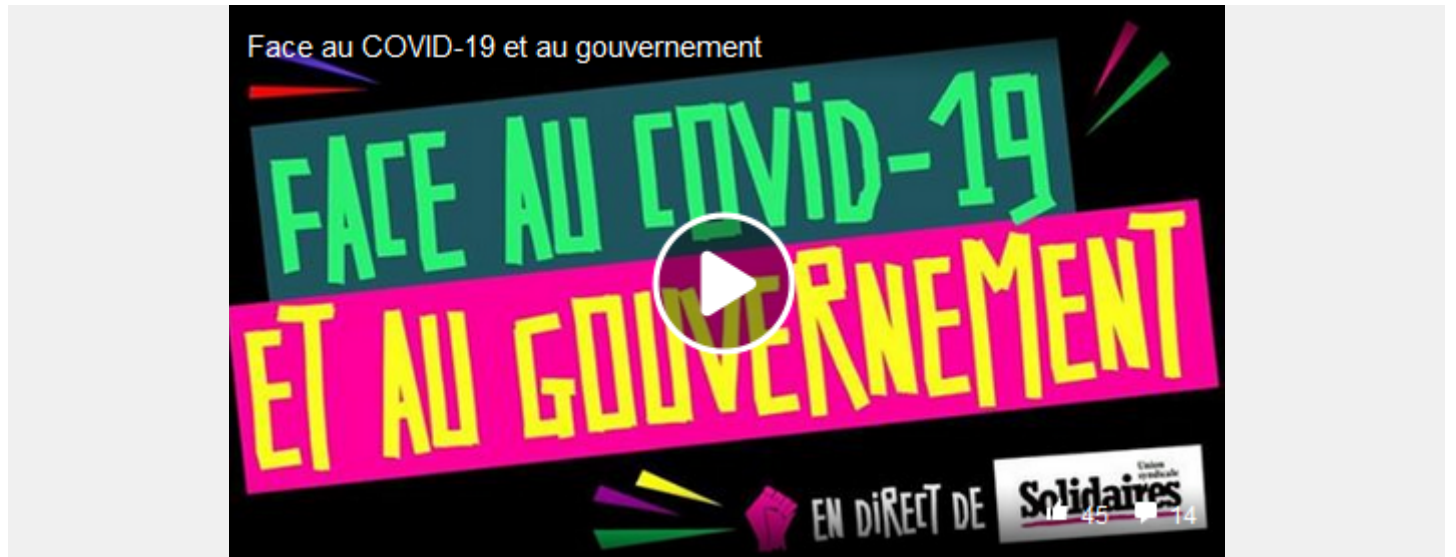 Face au COVID-19 et au gouvernement
FACE AU COViD-19
ET AU GOUVERNEMENT
EN DiRECT DE
Union
syndicale
Solidaires
45 14